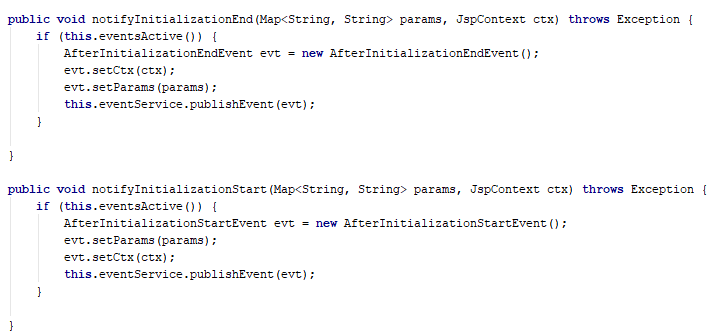 public void notifyInitializationEnd(Map<String, String> params, JspContext ctx) throws Exception {
    if (this.eventsActive()) {
        AfterInitializationEndEvent evt = new AfterInitializationEndEvent();
        evt.setCtx(ctx);
        evt.setParams(params);
        this.eventService.publishEvent(evt);
    }
}
public void notifyInitializationStart(Map<String, String> params, JspContext ctx) throws Exception {
    if (this.eventsActive()) {
        AfterInitializationStartEvent evt = new AfterInitializationStartEvent();
        evt.setParams(params);
        evt.setCtx(ctx);
        this.eventService.publishEvent(evt);
    }
}